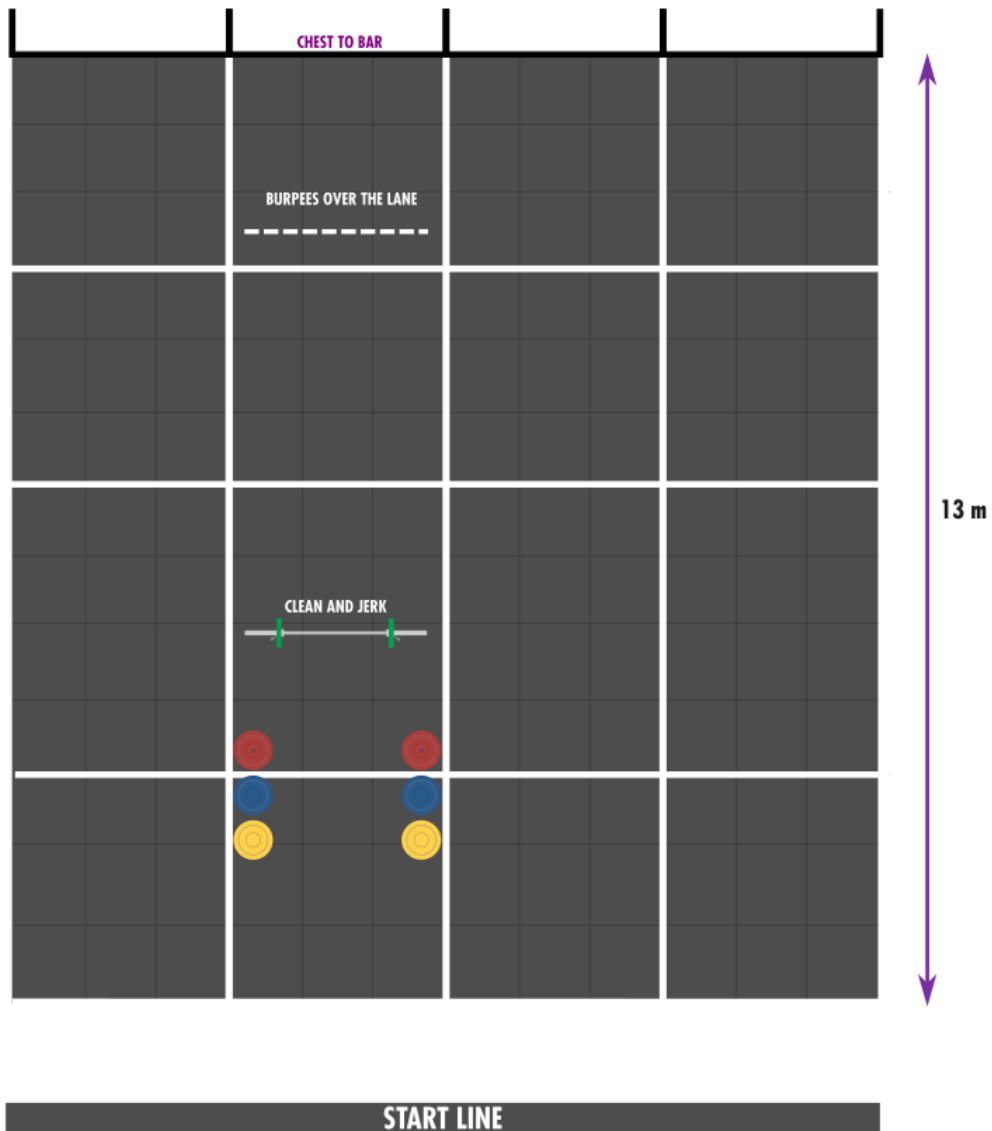 CHEST TO BAR
BURPEES OVER THE LANE
13 m
CLEAN AND JERK
START LINE